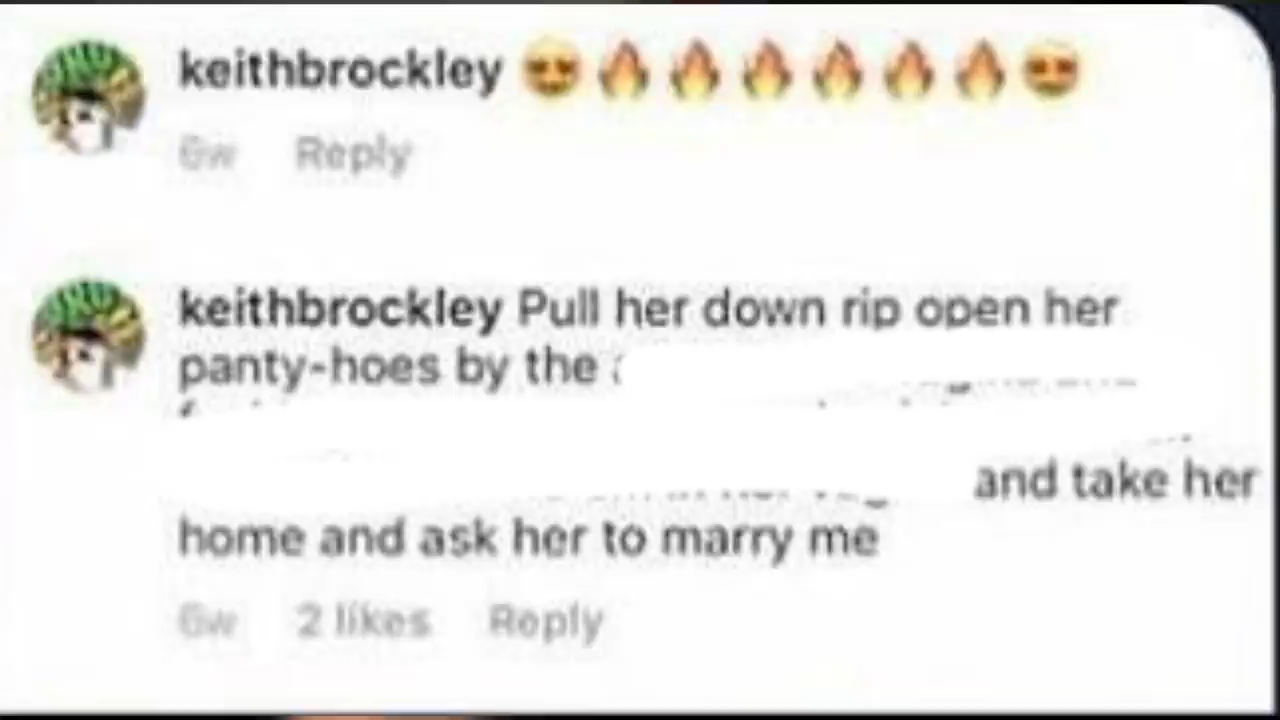 keithbrockley 😍🔥🔥🔥🔥🔥🔥😍
6w Reply
keithbrockley Pull her down rip open her
panty-hoes by the
and take her
home and ask her to marry me
6w 2 likes Reply